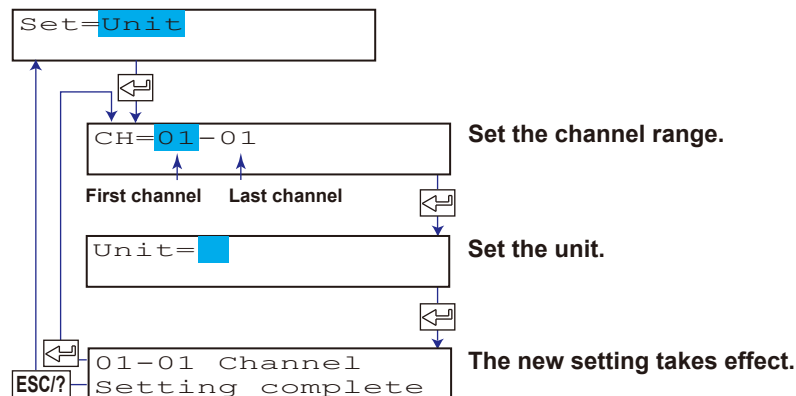 Set=Unit
CH=01-01
Set the channel range.
First channel Last channel
Unit=
Set the unit.
01-01 Channel
Setting complete
The new setting takes effect.
ESC/?